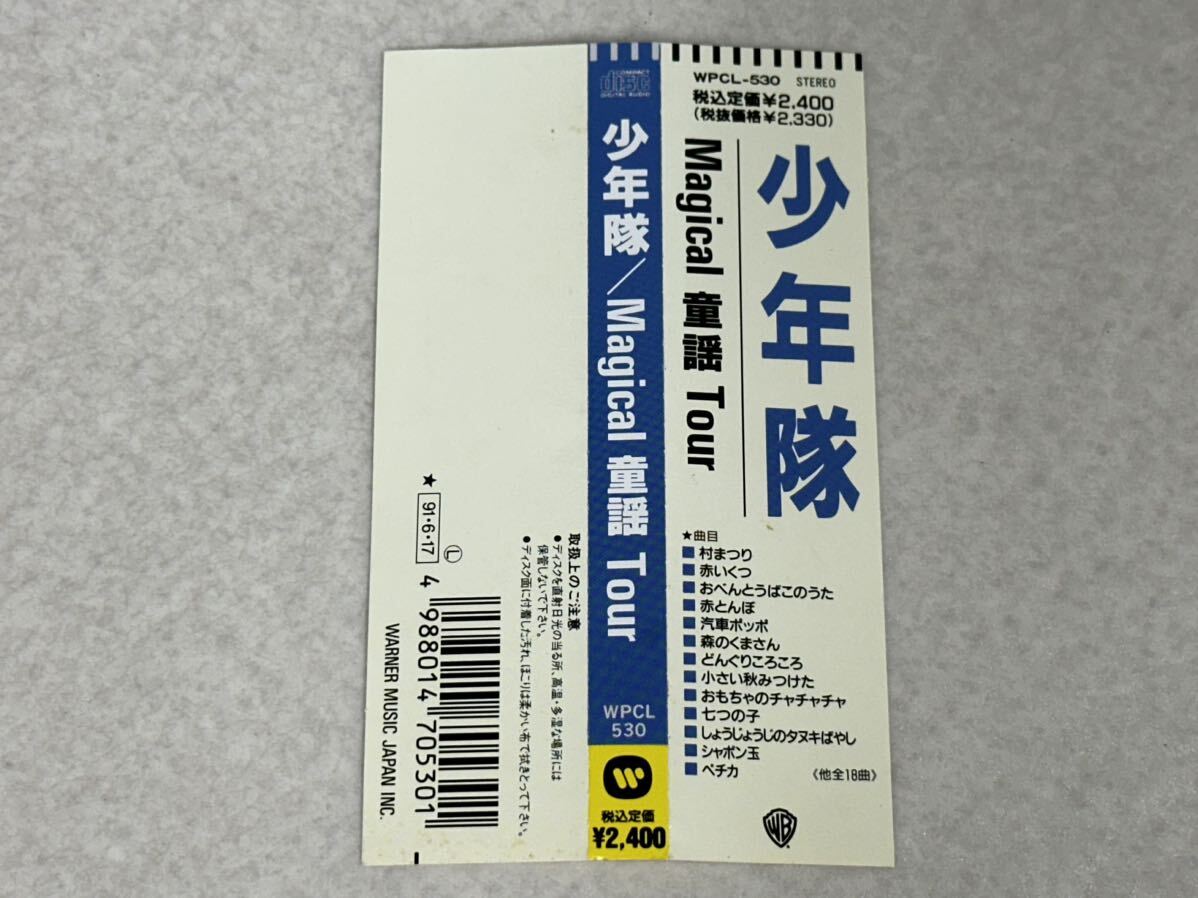 WPCL-530 STEREO
税込定価¥2,400
(税抜価格¥2,330)
少年隊
Magical 童謡 Tour
★曲目
■村まつり
■赤いくつ
■おべんとうばこのうた
■赤とんぼ
■汽車ポッポ
■森のくまさん
■どんぐりころころ
■小さい秋みつけた
■おもちゃのチャチャチャ
■七つの子
■しょうじょうじのタヌキばやし
■シャボン玉
■ペチカ
《他全18曲》
WB
COMPACT
disc
DIGITAL AUDIO
少年隊/Magical 童謡 Tour
WPCL
530
税込定価
¥2,400
取扱上のご注意
●ディスクを直射日光の当る所、高温・多湿な場所には
保管しないで下さい。
●ディスク面に付着した汚れ、ほこりは柔かい布で拭きとって下さい。
★ 91・6・17 Ⓛ
4 988014 705301
WARNER MUSIC JAPAN INC.